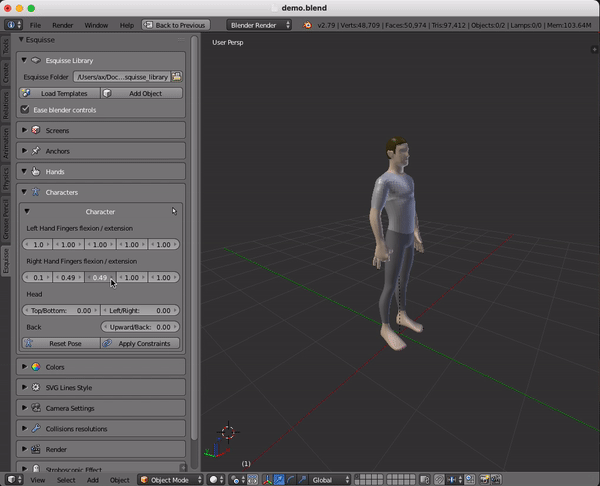 demo.blend
File Render Window Help Back to Previous Blender Render v2.79 | Verts:48,709 | Faces:50,974 | Tris:97,412 | Objects:0/2 | Lamps:0/0 | Mem:103.64M
Tools
Create
Relations
Animation
Physics
Grease Pencil
Esquisse
Esquisse
Esquisse Library
Esquisse Folder /Users/ax/Doc...squisse_library
Load Templates Add Object
Ease blender controls
Screens
Anchors
Hands
Characters
Character
Left Hand Fingers flexion / extension
1.0 1.00 1.00 1.00 1.00
Right Hand Fingers flexion / extension
0.1 0.49 0.49 1.00 1.00
Head
Top/Bottom: 0.00 Left/Right: 0.00
Back Upward/Back: 0.00
Reset Pose Apply Constraints
Colors
SVG Lines Style
Camera Settings
Collisions resolutions
Render
Stroboscopic Effect
User Persp
(1)
View Select Add Object Object Mode Global